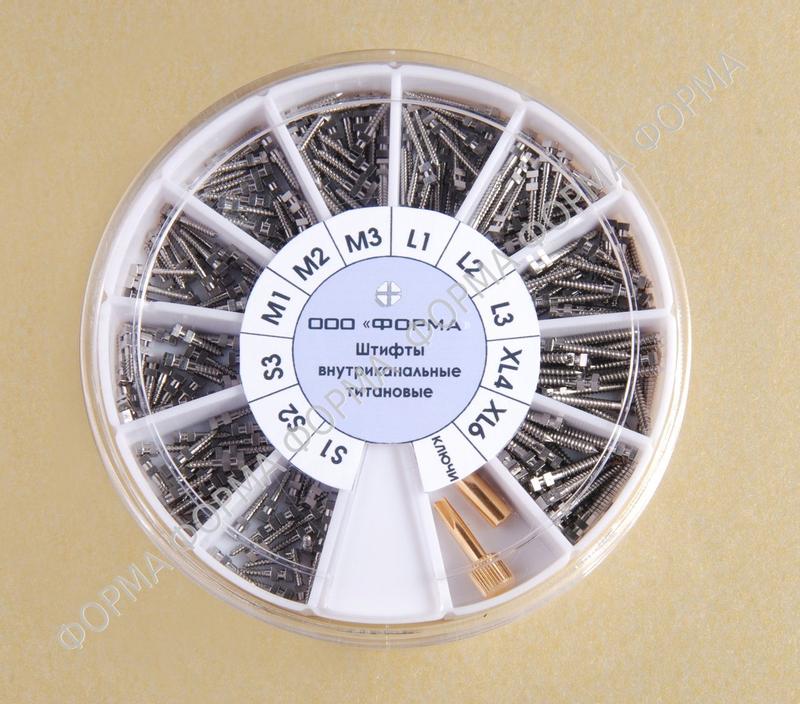 ООО «ФОРМА»
Штифты
внутриканальные
титановые
S1
S2
S3
M1
M2
M3
L1
L2
L3
XL4
XL6
ключи
ФОРМА ФОРМА ФОРМА ФОРМА ФОРМА ФОРМА ФОРМА